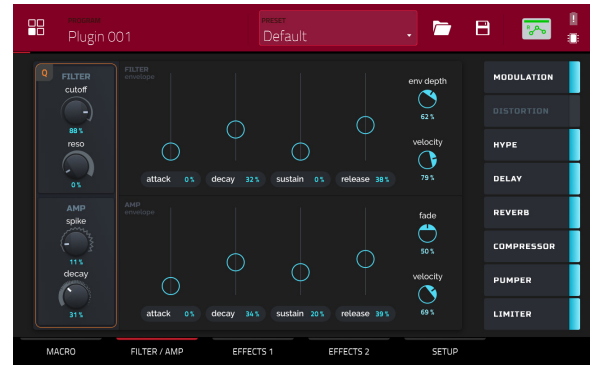 PROGRAM
Plugin 001
PRESET
Default
Q
FILTER
cutoff
88 %
reso
0 %
FILTER
envelope
attack 0 %
decay 32 %
sustain 0 %
release 38 %
env depth
62 %
velocity
79 %
AMP
spike
11 %
decay
31 %
AMP
envelope
attack 0 %
decay 34 %
sustain 20 %
release 39 %
fade
50 %
velocity
69 %
MODULATION
DISTORTION
HYPE
DELAY
REVERB
COMPRESSOR
PUMPER
LIMITER
MACRO
FILTER / AMP
EFFECTS 1
EFFECTS 2
SETUP